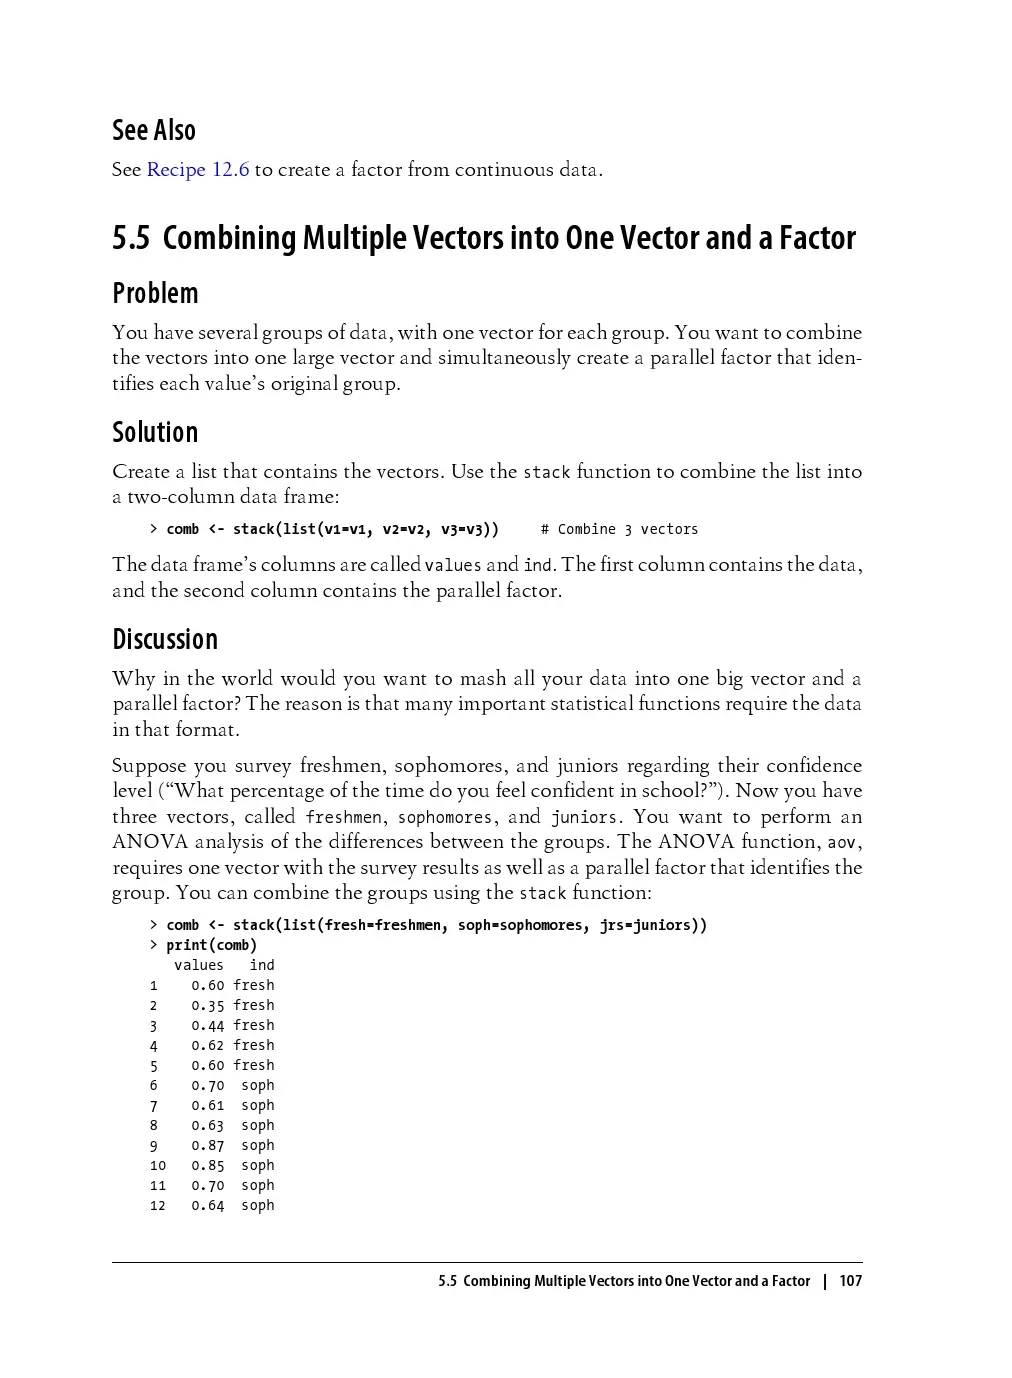 See Also
See Recipe 12.6 to create a factor from continuous data.
5.5 Combining Multiple Vectors into One Vector and a Factor
Problem
You have several groups of data, with one vector for each group. You want to combine
the vectors into one large vector and simultaneously create a parallel factor that iden-
tifies each value’s original group.
Solution
Create a list that contains the vectors. Use the stack function to combine the list into
a two-column data frame:
> comb <- stack(list(v1=v1, v2=v2, v3=v3))     # Combine 3 vectors
The data frame’s columns are called values and ind. The first column contains the data,
and the second column contains the parallel factor.
Discussion
Why in the world would you want to mash all your data into one big vector and a
parallel factor? The reason is that many important statistical functions require the data
in that format.
Suppose you survey freshmen, sophomores, and juniors regarding their confidence
level (“What percentage of the time do you feel confident in school?”). Now you have
three vectors, called freshmen, sophomores, and juniors. You want to perform an
ANOVA analysis of the differences between the groups. The ANOVA function, aov,
requires one vector with the survey results as well as a parallel factor that identifies the
group. You can combine the groups using the stack function:
> comb <- stack(list(fresh=freshmen, soph=sophomores, jrs=juniors))
> print(comb)
   values   ind
1    0.60 fresh
2    0.35 fresh
3    0.44 fresh
4    0.62 fresh
5    0.60 fresh
6    0.70  soph
7    0.61  soph
8    0.63  soph
9    0.87  soph
10   0.85  soph
11   0.70  soph
12   0.64  soph
5.5 Combining Multiple Vectors into One Vector and a Factor | 107